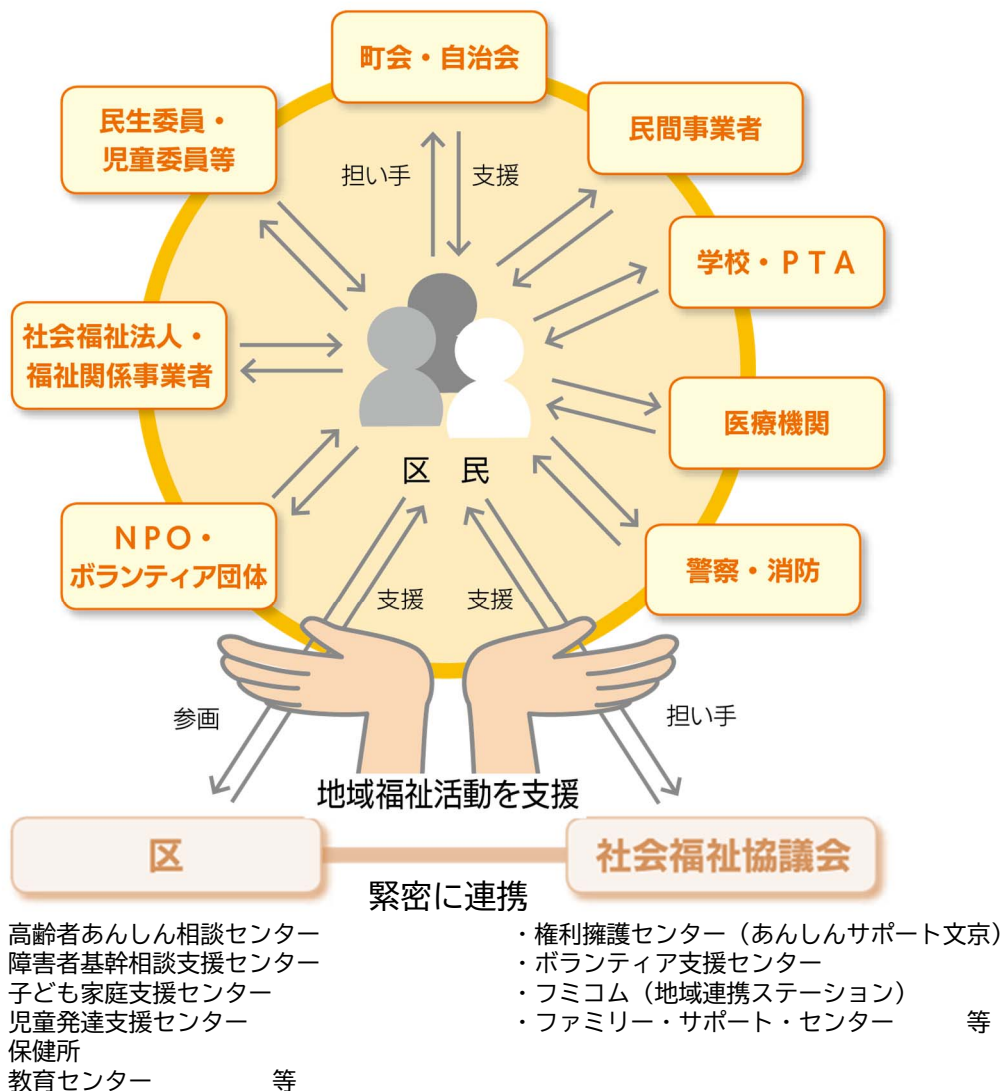 町会・自治会
民生委員・
児童委員等
民間事業者
担い手
支援
学校・PTA
社会福祉法人・
福祉関係事業者
医療機関
区　民
NPO・
ボランティア団体
警察・消防
支援
支援
参画
担い手
地域福祉活動を支援
区
社会福祉協議会
緊密に連携
高齢者あんしん相談センター
障害者基幹相談支援センター
子ども家庭支援センター
児童発達支援センター
保健所
教育センター　　　　　　等
・権利擁護センター（あんしんサポート文京）
・ボランティア支援センター
・フミコム（地域連携ステーション）
・ファミリー・サポート・センター　　　等